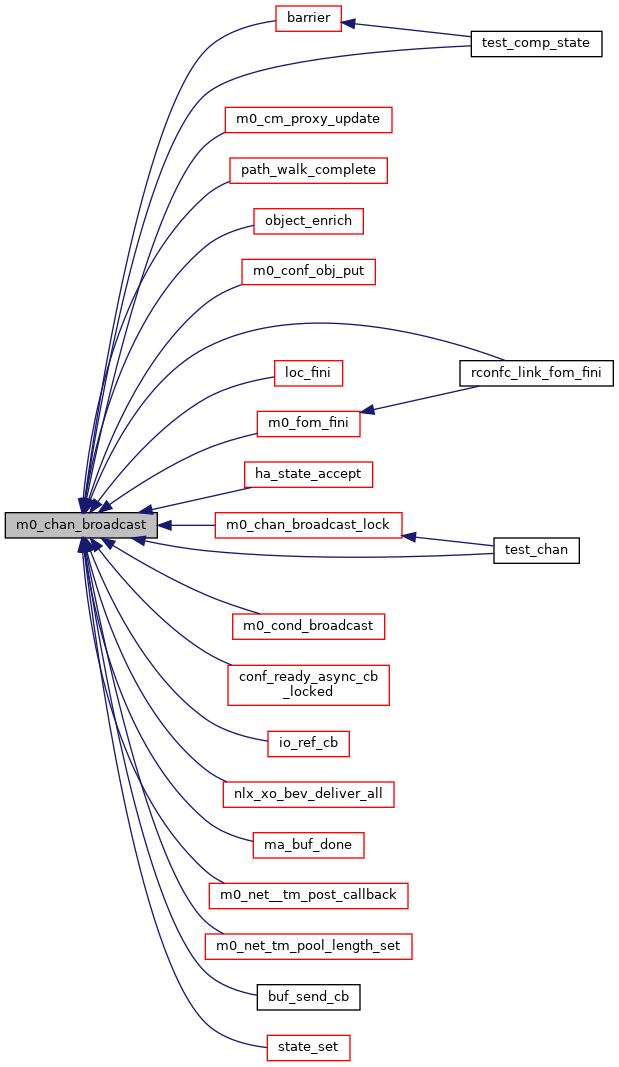 barrier
test_comp_state
m0_cm_proxy_update
path_walk_complete
object_enrich
m0_conf_obj_put
loc_fini
rconfc_link_fom_fini
m0_fom_fini
ha_state_accept
m0_chan_broadcast
m0_chan_broadcast_lock
test_chan
m0_cond_broadcast
conf_ready_async_cb
_locked
io_ref_cb
nlx_xo_bev_deliver_all
ma_buf_done
m0_net__tm_post_callback
m0_net_tm_pool_length_set
buf_send_cb
state_set